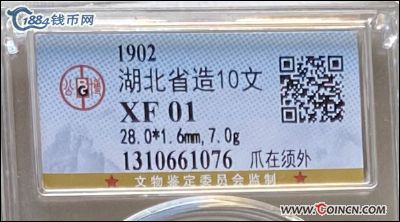 1884钱币网
1902
湖北省造10文
公博
XF 01
28.0*1.6mm,7.0g
1310661076 爪在须外
文物鉴定委员会监制
WWW.COINCN.COM